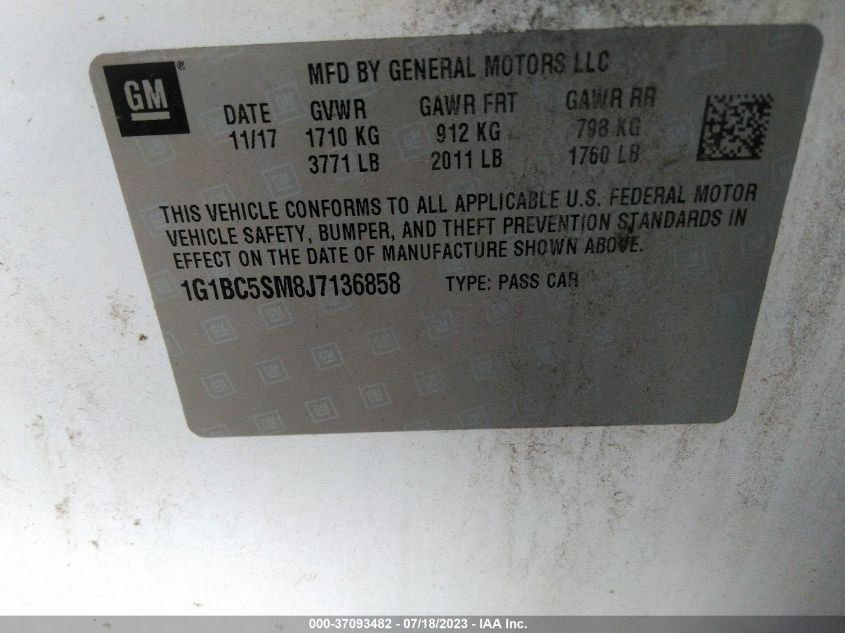 GM®
MFD BY GENERAL MOTORS LLC
DATE GVWR GAWR FRT GAWR RR
11/17 1710 KG 912 KG 798 KG
3771 LB 2011 LB 1760 LB
THIS VEHICLE CONFORMS TO ALL APPLICABLE U.S. FEDERAL MOTOR
VEHICLE SAFETY, BUMPER, AND THEFT PREVENTION STANDARDS IN
EFFECT ON THE DATE OF MANUFACTURE SHOWN ABOVE.
1G1BC5SM8J7136858 TYPE: PASS CAR
000-37093482 - 07/18/2023 - IAA Inc.